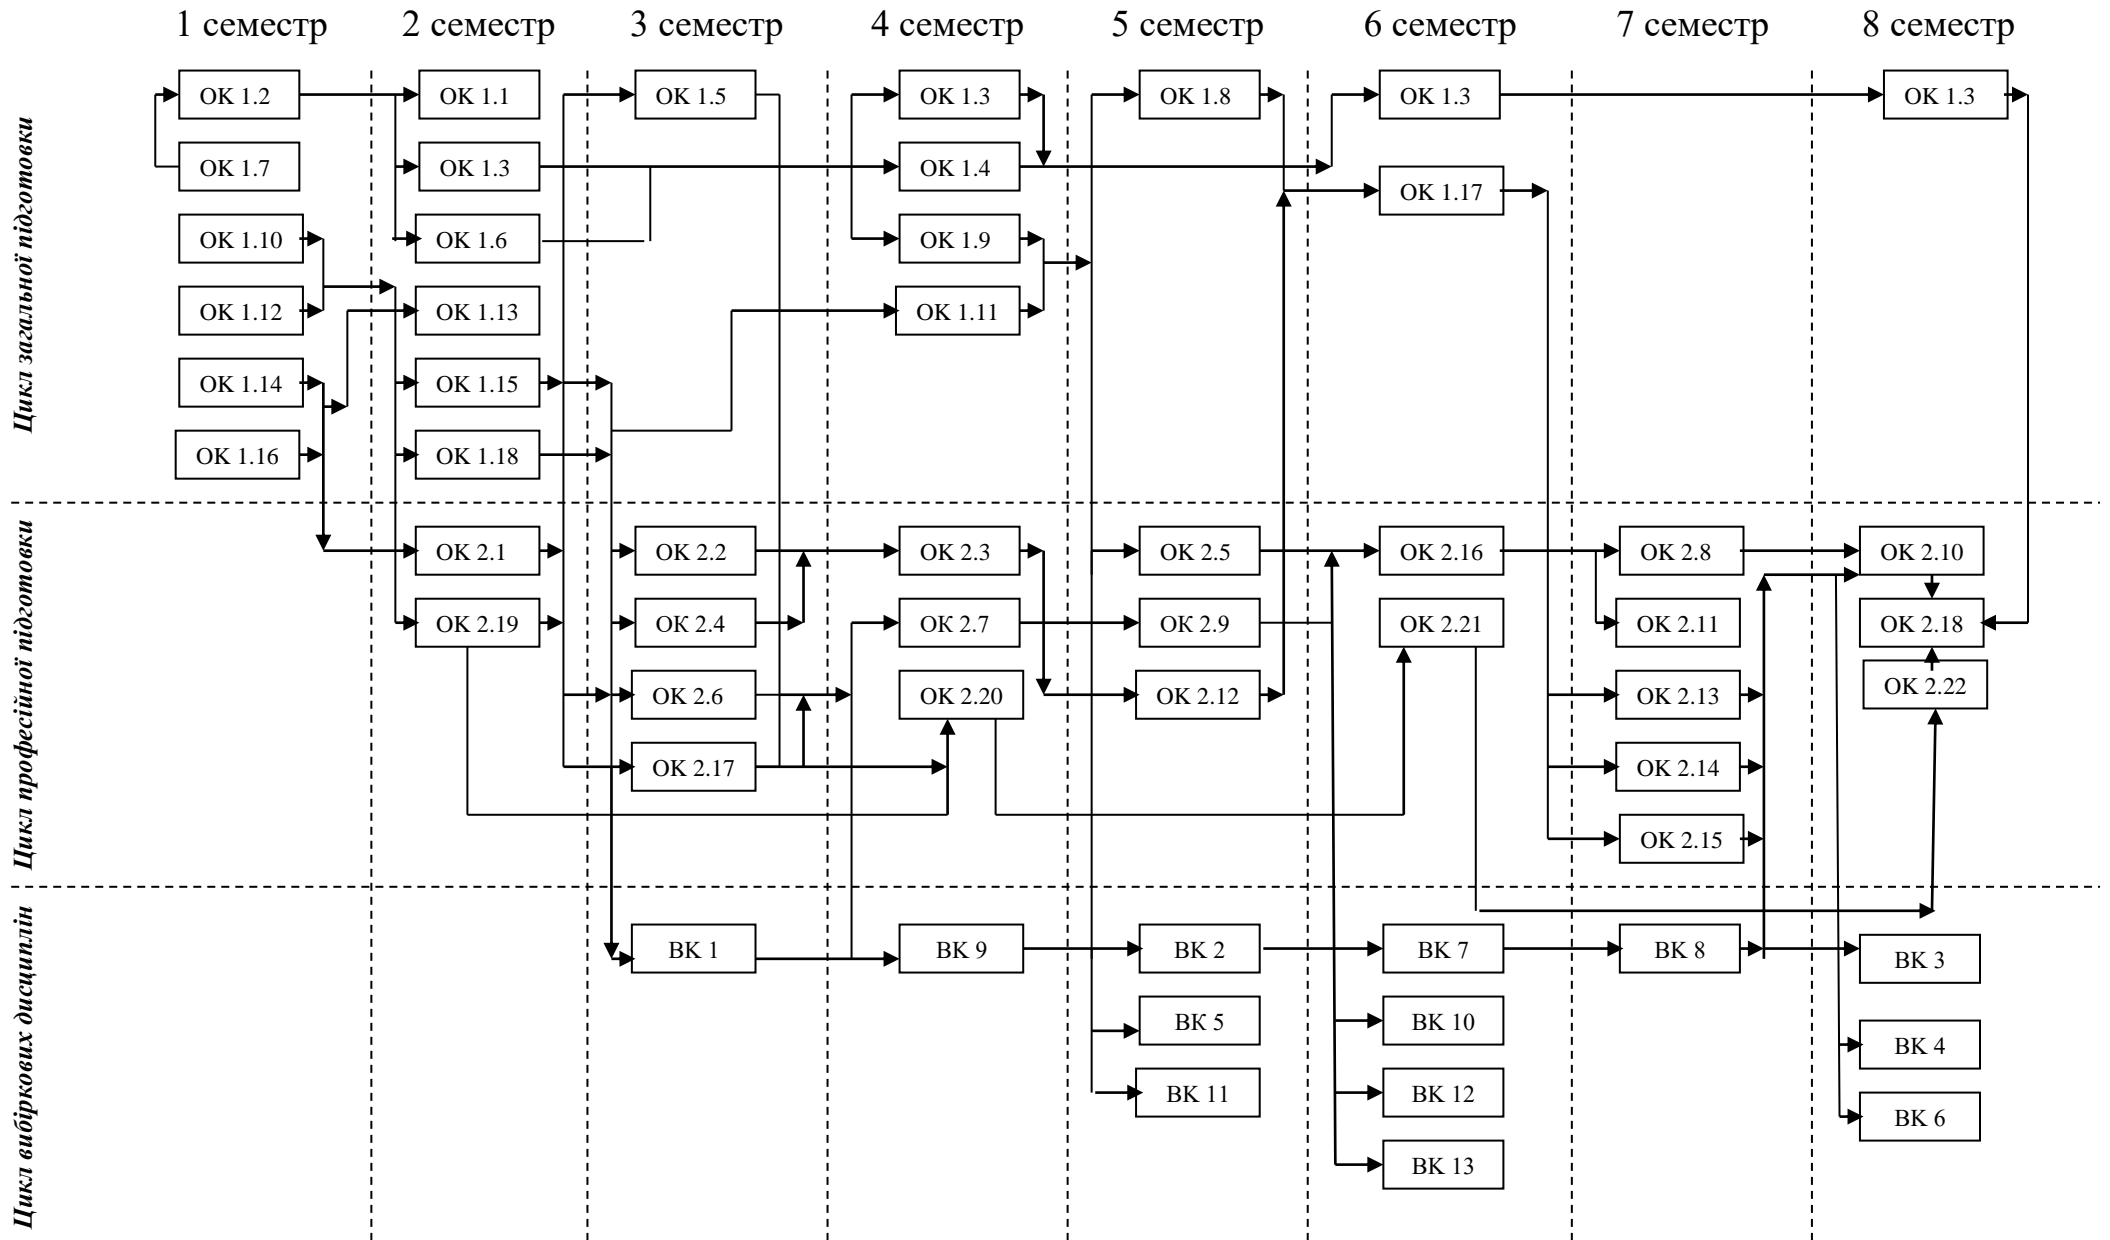 1 семестр
2 семестр
3 семестр
4 семестр
5 семестр
6 семестр
7 семестр
8 семестр
Цикл загальної підготовки
ОК 1.2
ОК 1.1
ОК 1.5
ОК 1.3
ОК 1.8
ОК 1.3
ОК 1.3
ОК 1.7
ОК 1.3
ОК 1.4
ОК 1.17
ОК 1.10
ОК 1.6
ОК 1.9
ОК 1.12
ОК 1.13
ОК 1.11
ОК 1.14
ОК 1.15
ОК 1.16
ОК 1.18
Цикл професійної підготовки
ОК 2.1
ОК 2.2
ОК 2.3
ОК 2.5
ОК 2.16
ОК 2.8
ОК 2.10
ОК 2.19
ОК 2.4
ОК 2.7
ОК 2.9
ОК 2.21
ОК 2.11
ОК 2.18
ОК 2.6
ОК 2.20
ОК 2.12
ОК 2.13
ОК 2.22
ОК 2.17
ОК 2.14
ОК 2.15
Цикл вибіркових дисциплін
ВК 1
ВК 9
ВК 2
ВК 7
ВК 8
ВК 3
ВК 5
ВК 10
ВК 4
ВК 11
ВК 12
ВК 6
ВК 13